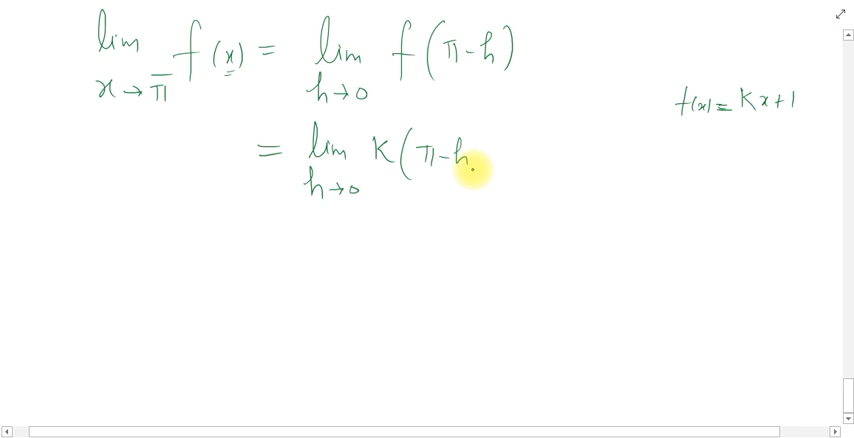 lim x→π⁻ f(x) = lim h→0 f(π-h)
f(x) = Kx+1
= lim h→0 K(π-h